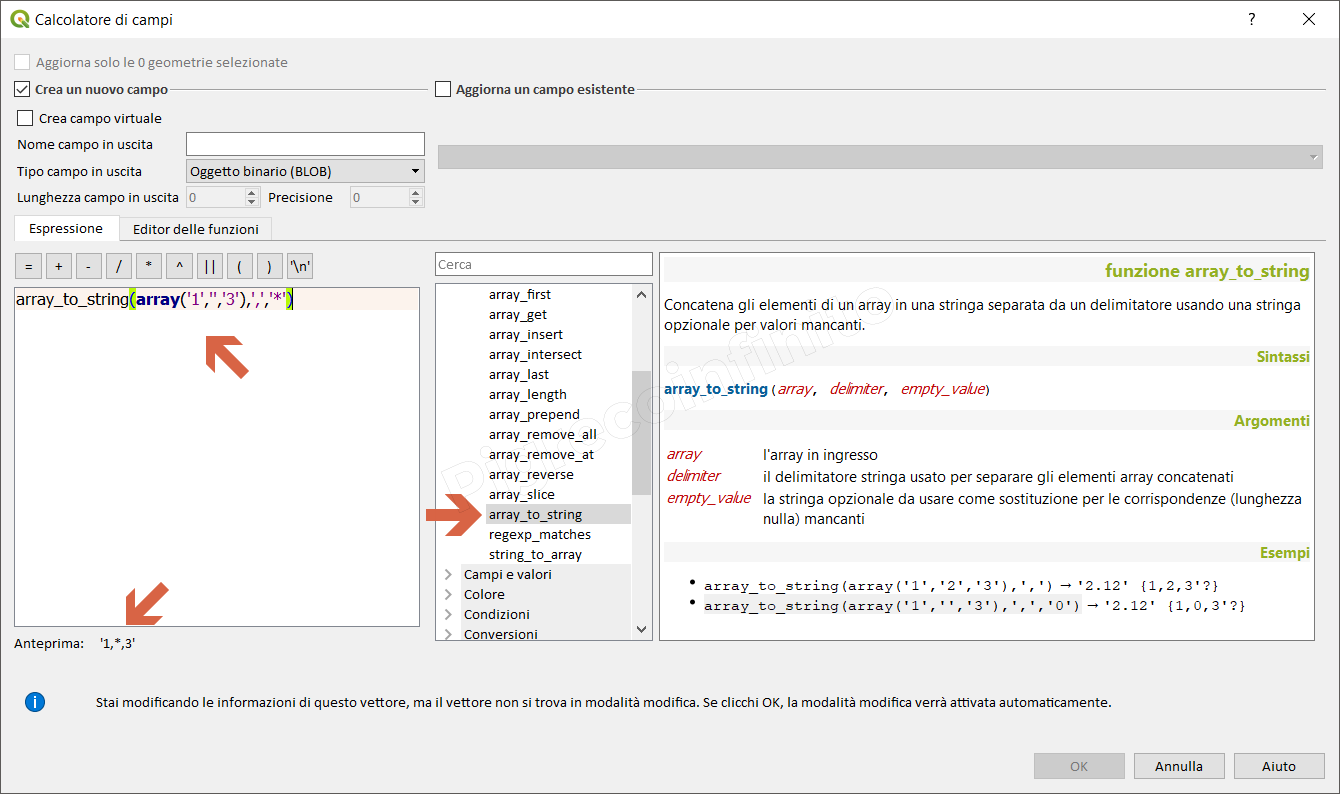 Calcolatore di campi
?
Aggiorna solo le 0 geometrie selezionate
Crea un nuovo campo
Aggiorna un campo esistente
Crea campo virtuale
Nome campo in uscita
Tipo campo in uscita Oggetto binario (BLOB)
Lunghezza campo in uscita 0 Precisione 0
Espressione Editor delle funzioni
= + - / * ^ || ( ) '\n'
array_to_string(array('1','','3'),',','*')
Anteprima: '1,*,3'
Cerca
array_first
array_get
array_insert
array_intersect
array_last
array_length
array_prepend
array_remove_all
array_remove_at
array_reverse
array_slice
array_to_string
regexp_matches
string_to_array
Campi e valori
Colore
Condizioni
Conversioni
funzione array_to_string
Concatena gli elementi di un array in una stringa separata da un delimitatore usando una stringa
opzionale per valori mancanti.
Sintassi
array_to_string(array, delimiter, empty_value)
Argomenti
array l'array in ingresso
delimiter il delimitatore stringa usato per separare gli elementi array concatenati
empty_value la stringa opzionale da usare come sostituzione per le corrispondenze (lunghezza
nulla) mancanti
Esempi
• array_to_string(array('1','2','3'),',') → '2.12' {1,2,3'?}
• array_to_string(array('1','','3'),',','0') → '2.12' {1,0,3'?}
Pigrecoinfinito
Stai modificando le informazioni di questo vettore, ma il vettore non si trova in modalità modifica. Se clicchi OK, la modalità modifica verrà attivata automaticamente.
OK Annulla Aiuto